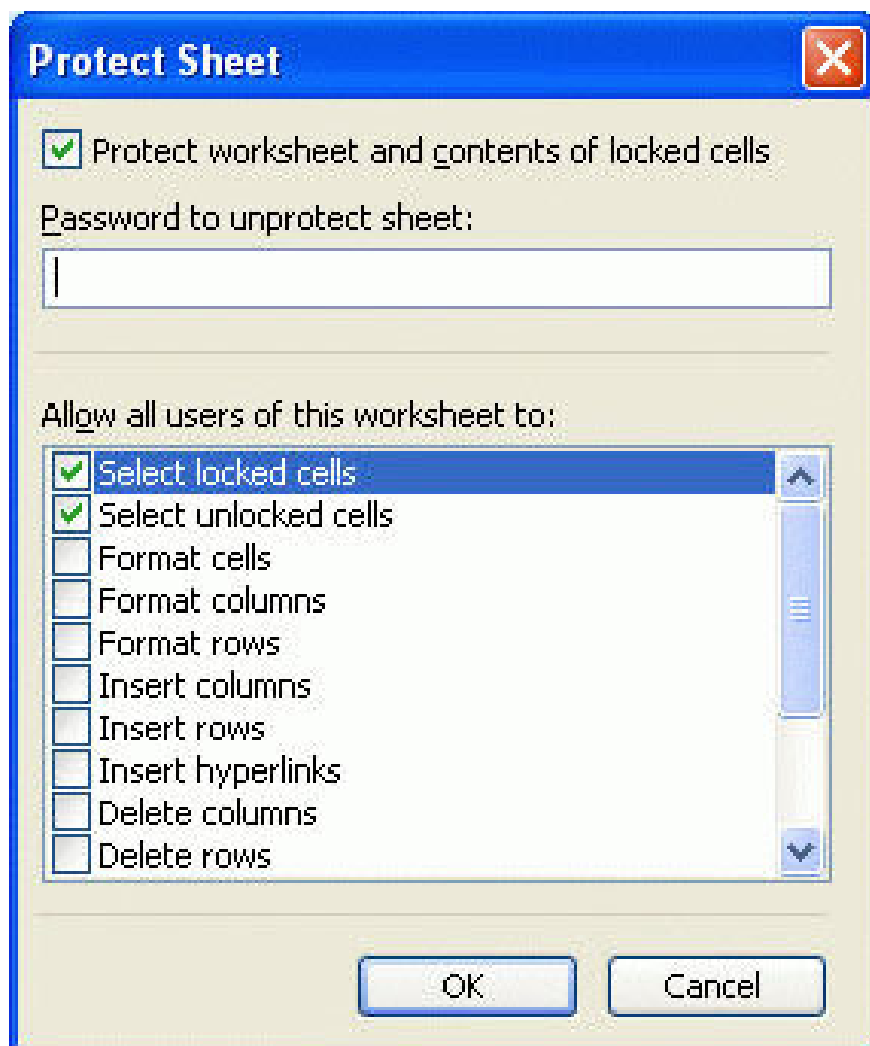 Protect Sheet
Protect worksheet and contents of locked cells
Password to unprotect sheet:
Allow all users of this worksheet to:
Select locked cells
Select unlocked cells
Format cells
Format columns
Format rows
Insert columns
Insert rows
Insert hyperlinks
Delete columns
Delete rows
OK Cancel